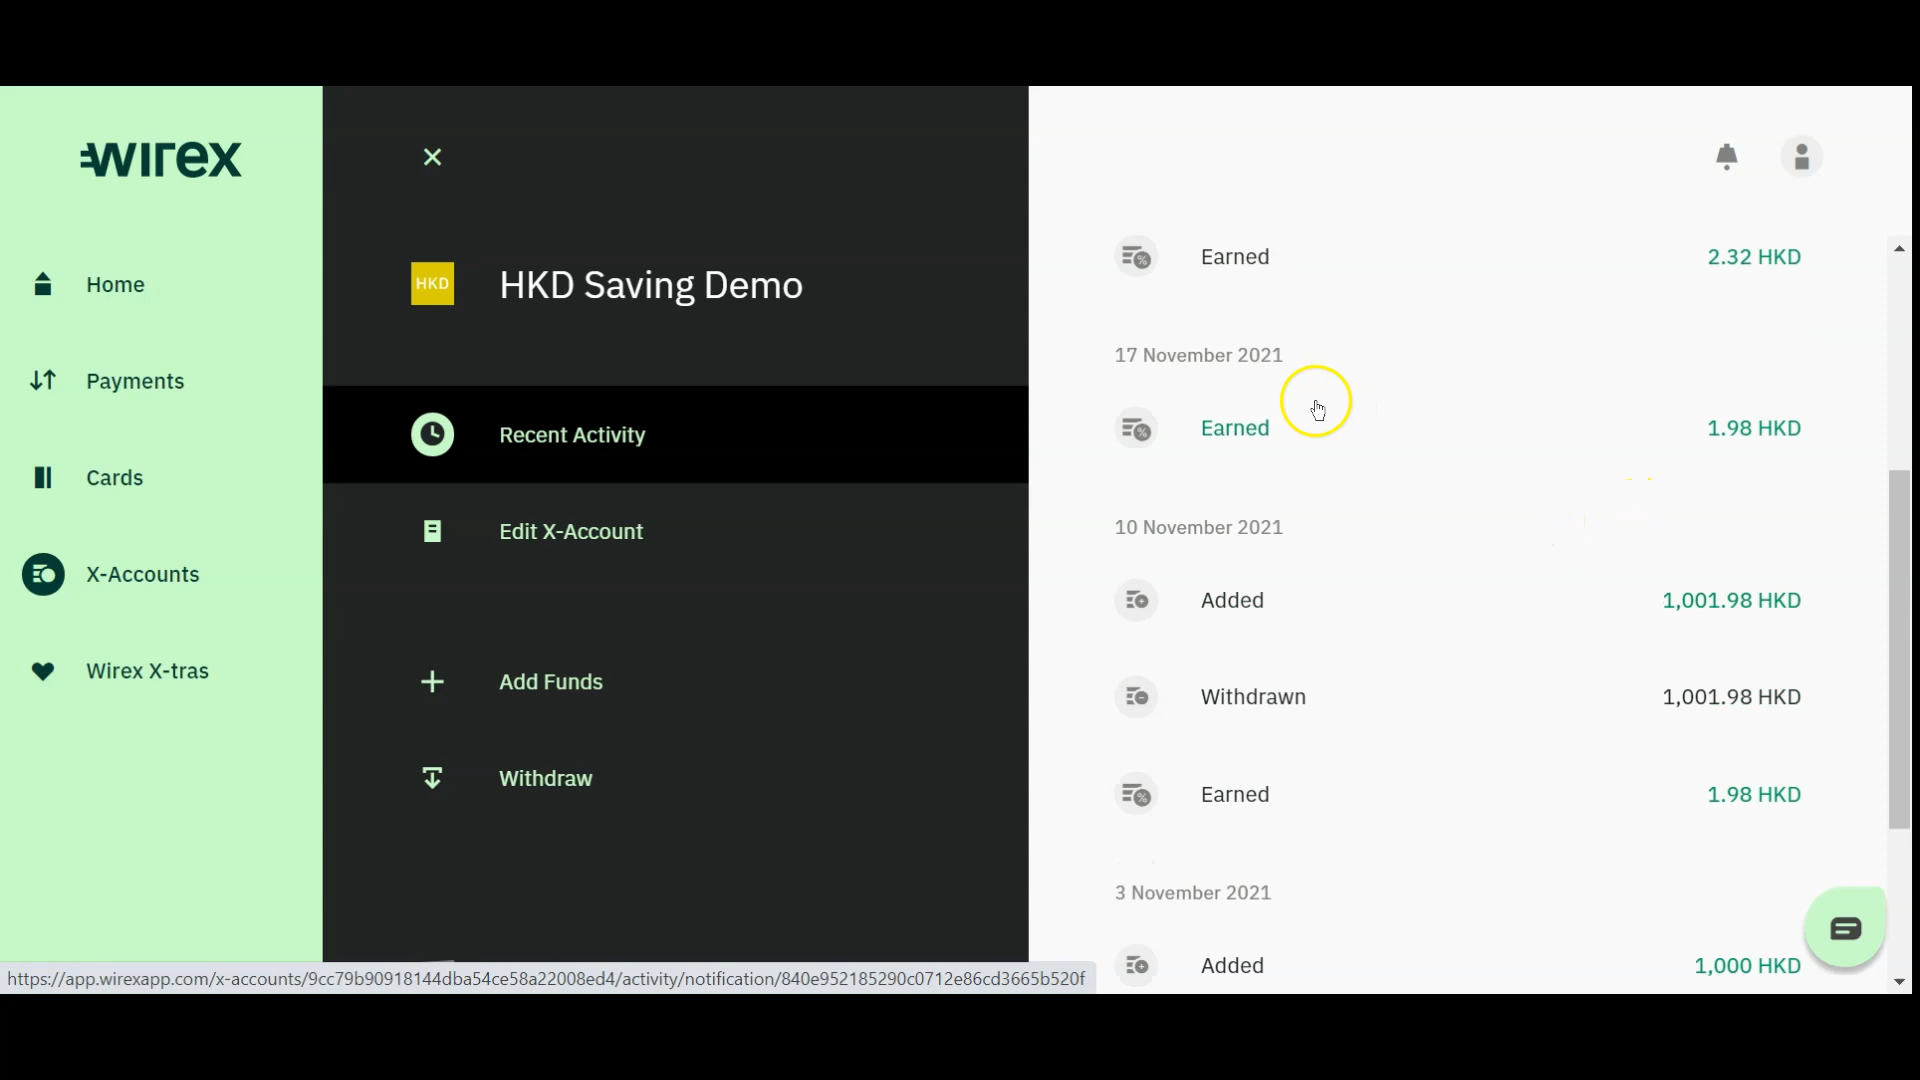 wirex
Home
Payments
Cards
X-Accounts
Wirex X-tras
HKD
HKD Saving Demo
Recent Activity
Edit X-Account
Add Funds
Withdraw
Earned 2.32 HKD
17 November 2021
Earned 1.98 HKD
10 November 2021
Added 1,001.98 HKD
Withdrawn 1,001.98 HKD
Earned 1.98 HKD
3 November 2021
Added 1,000 HKD
https://app.wirexapp.com/x-accounts/9cc79b90918144dba54ce58a22008ed4/activity/notification/840e952185290c0712e86cd3665b520f